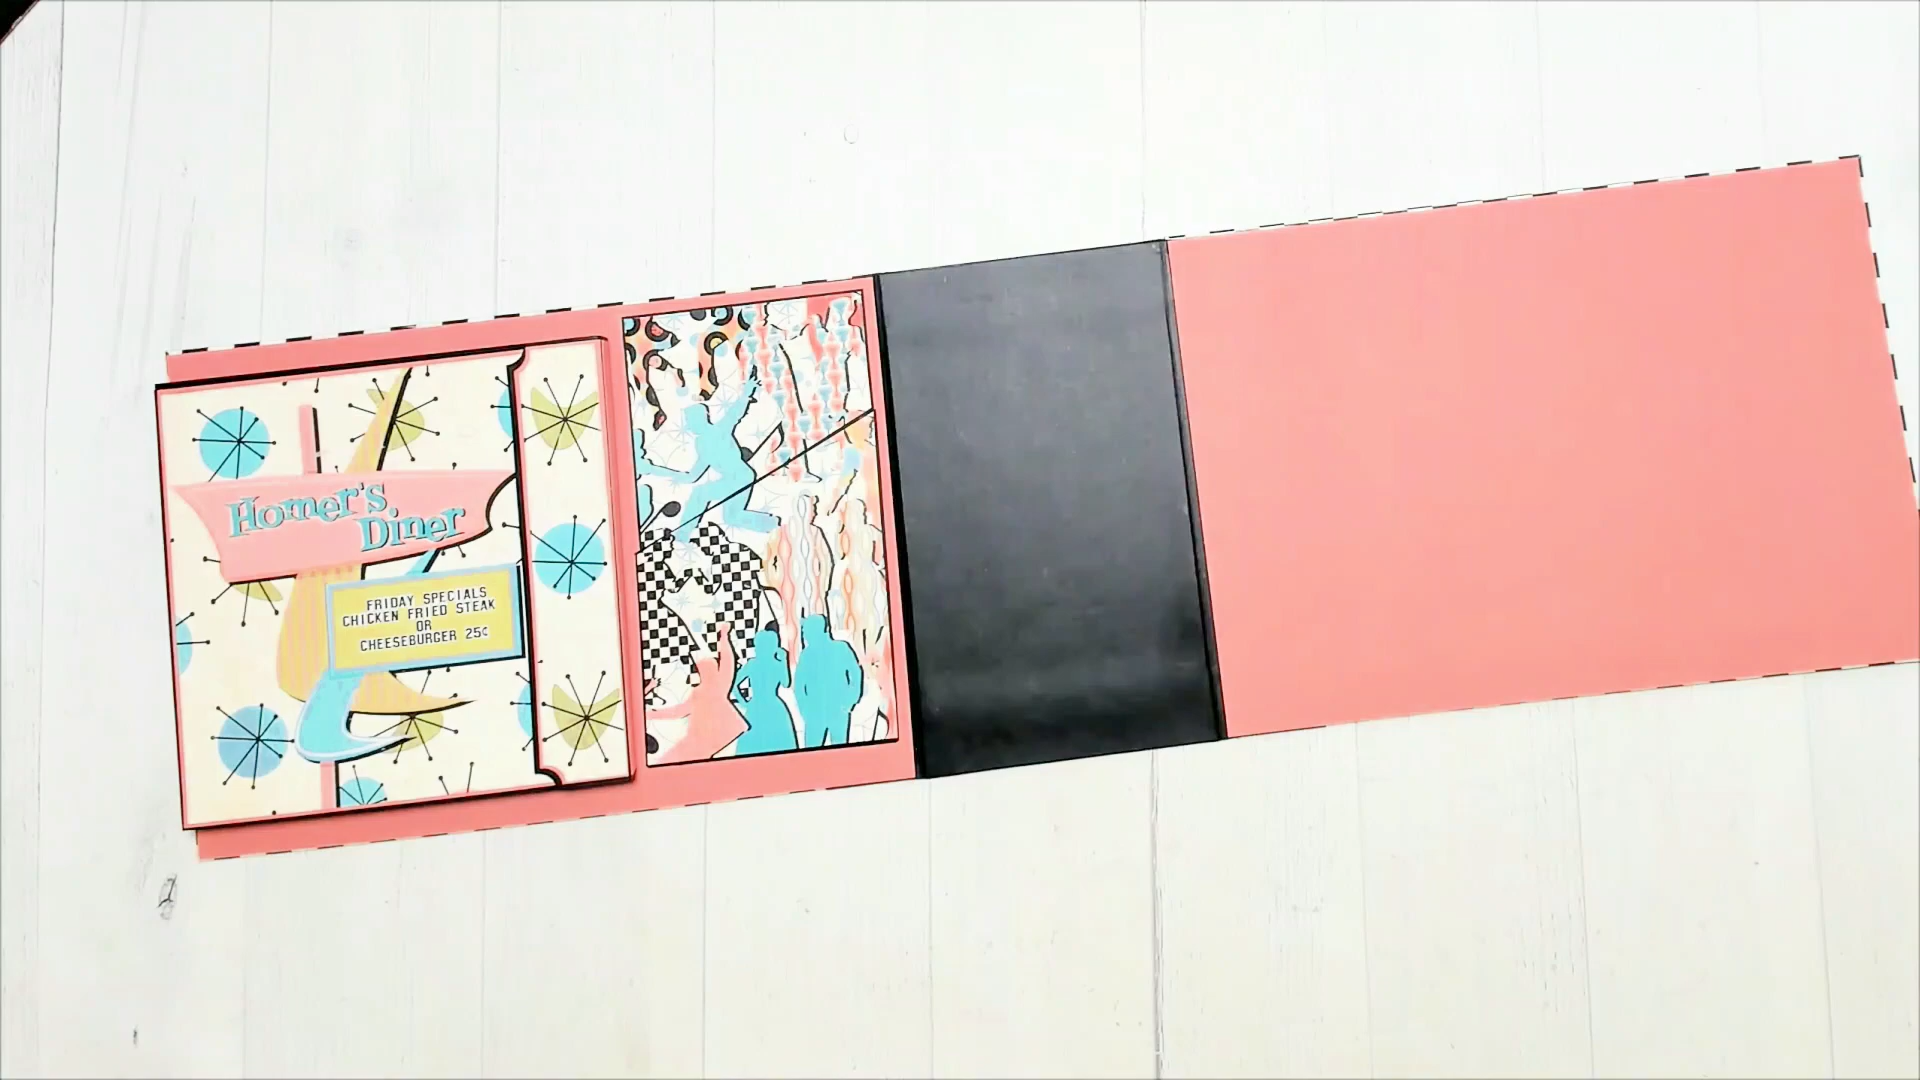 Homer's
Diner
FRIDAY SPECIALS
CHICKEN FRIED STEAK
OR
CHEESEBURGER 25¢